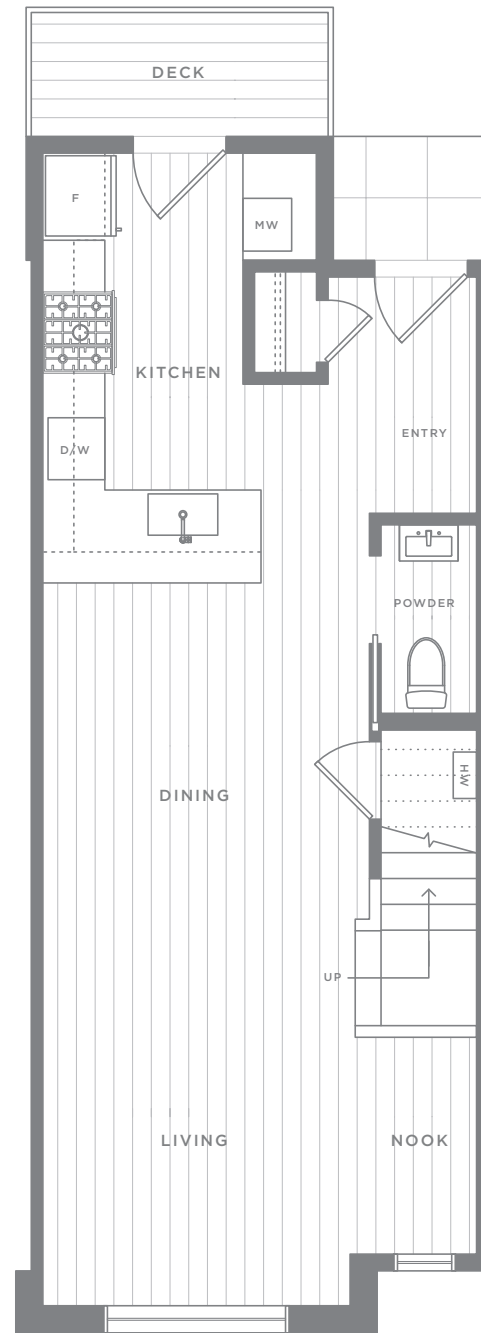 DECK
F
MW
KITCHEN
ENTRY
D/W
POWDER
HW
DINING
UP
LIVING
NOOK